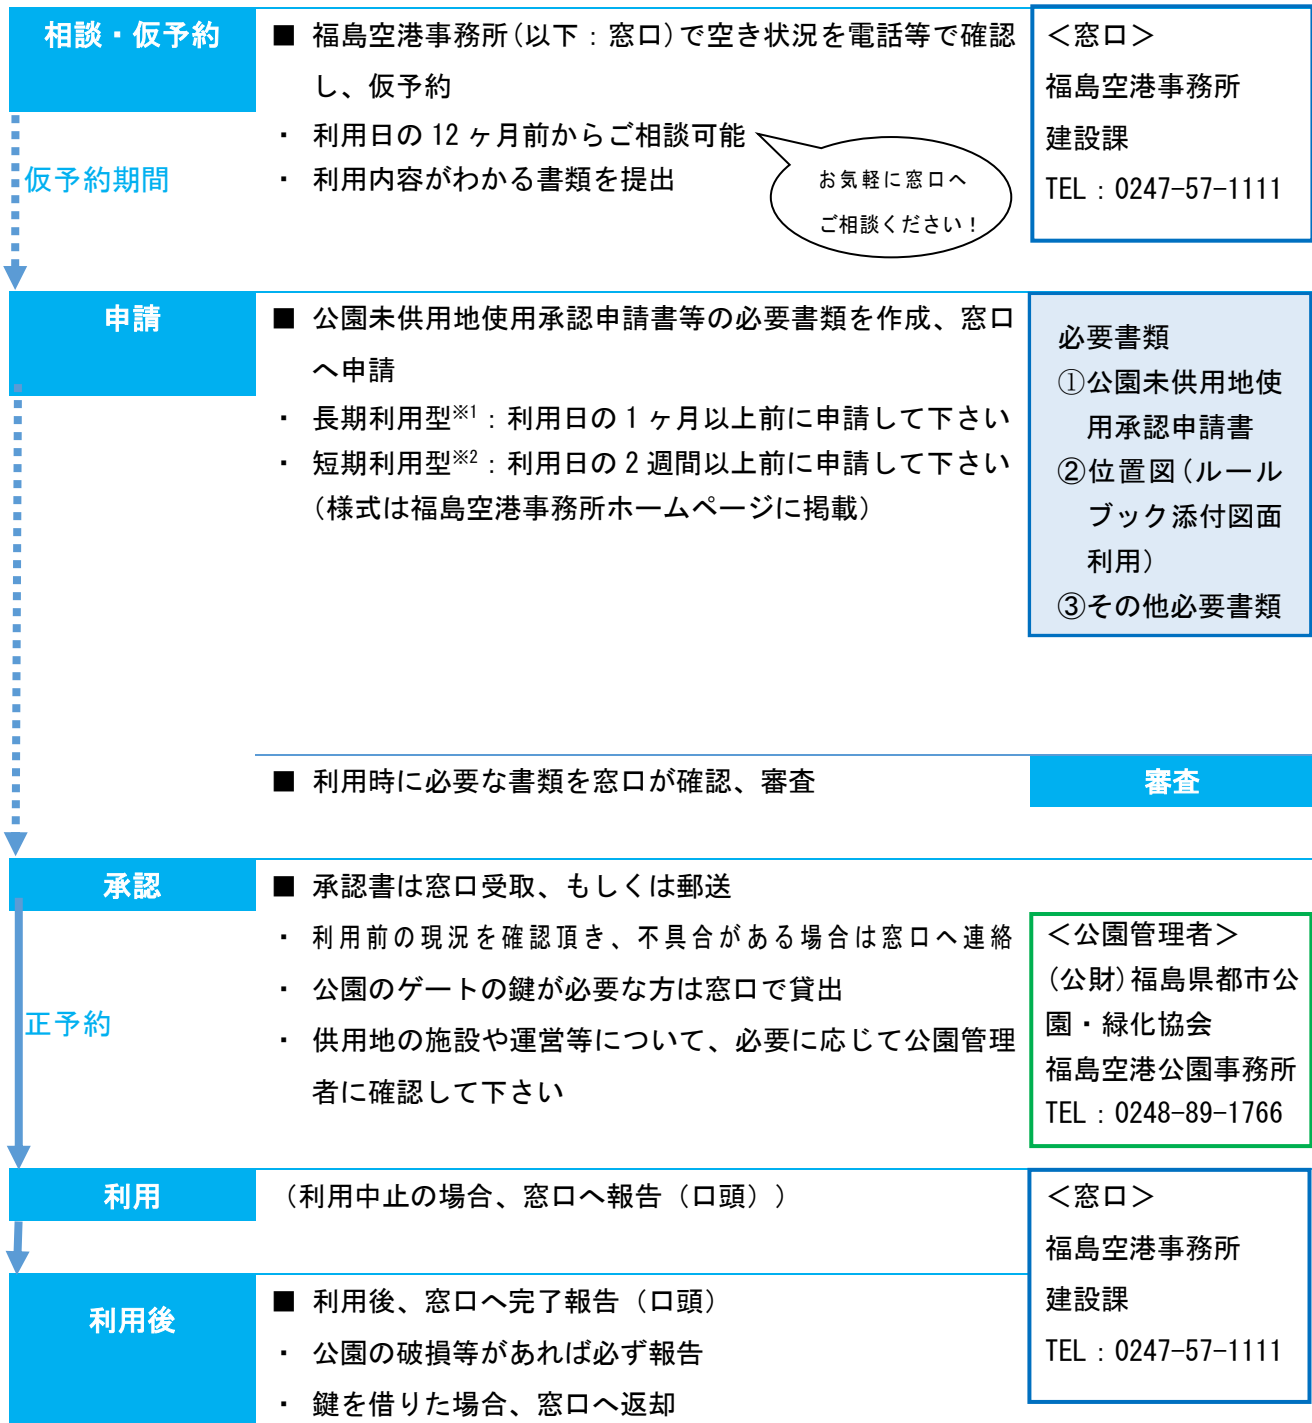 相談・仮予約
■ 福島空港事務所(以下：窓口)で空き状況を電話等で確認
し、仮予約
・ 利用日の 12 ヶ月前からご相談可能
・ 利用内容がわかる書類を提出
お気軽に窓口へ
ご相談ください！
＜窓口＞
福島空港事務所
建設課
TEL：0247-57-1111
仮予約期間
申請
■ 公園未供用地使用承認申請書等の必要書類を作成、窓口
へ申請
・ 長期利用型※1：利用日の 1 ヶ月以上前に申請して下さい
・ 短期利用型※2：利用日の 2 週間以上前に申請して下さい
(様式は福島空港事務所ホームページに掲載)
必要書類
①公園未供用地使
用承認申請書
②位置図(ルール
ブック添付図面
利用)
③その他必要書類
■ 利用時に必要な書類を窓口が確認、審査
審査
承認
■ 承認書は窓口受取、もしくは郵送
・ 利用前の現況を確認頂き、不具合がある場合は窓口へ連絡
・ 公園のゲートの鍵が必要な方は窓口で貸出
・ 供用地の施設や運営等について、必要に応じて公園管理
者に確認して下さい
正予約
＜公園管理者＞
(公財)福島県都市公
園・緑化協会
福島空港公園事務所
TEL：0248-89-1766
利用
（利用中止の場合、窓口へ報告（口頭））
＜窓口＞
福島空港事務所
建設課
TEL：0247-57-1111
利用後
■ 利用後、窓口へ完了報告（口頭）
・ 公園の破損等があれば必ず報告
・ 鍵を借りた場合、窓口へ返却